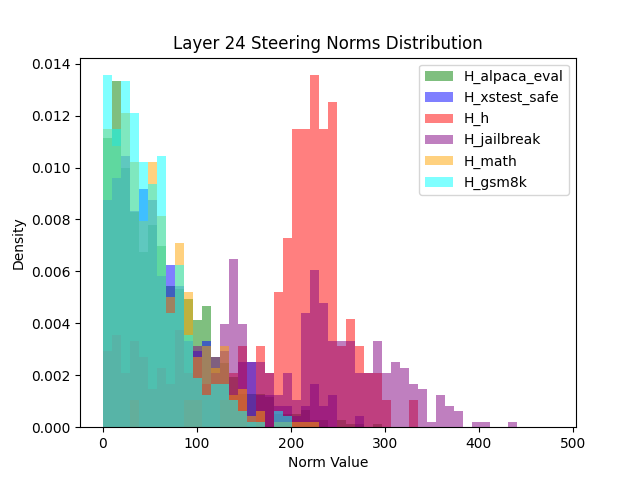 Layer 24 Steering Norms Distribution
H_alpaca_eval
H_xstest_safe
H_h
H_jailbreak
H_math
H_gsm8k
0.014
0.012
0.010
0.008
0.006
0.004
0.002
0.000
Density
0
100
200
300
400
500
Norm Value